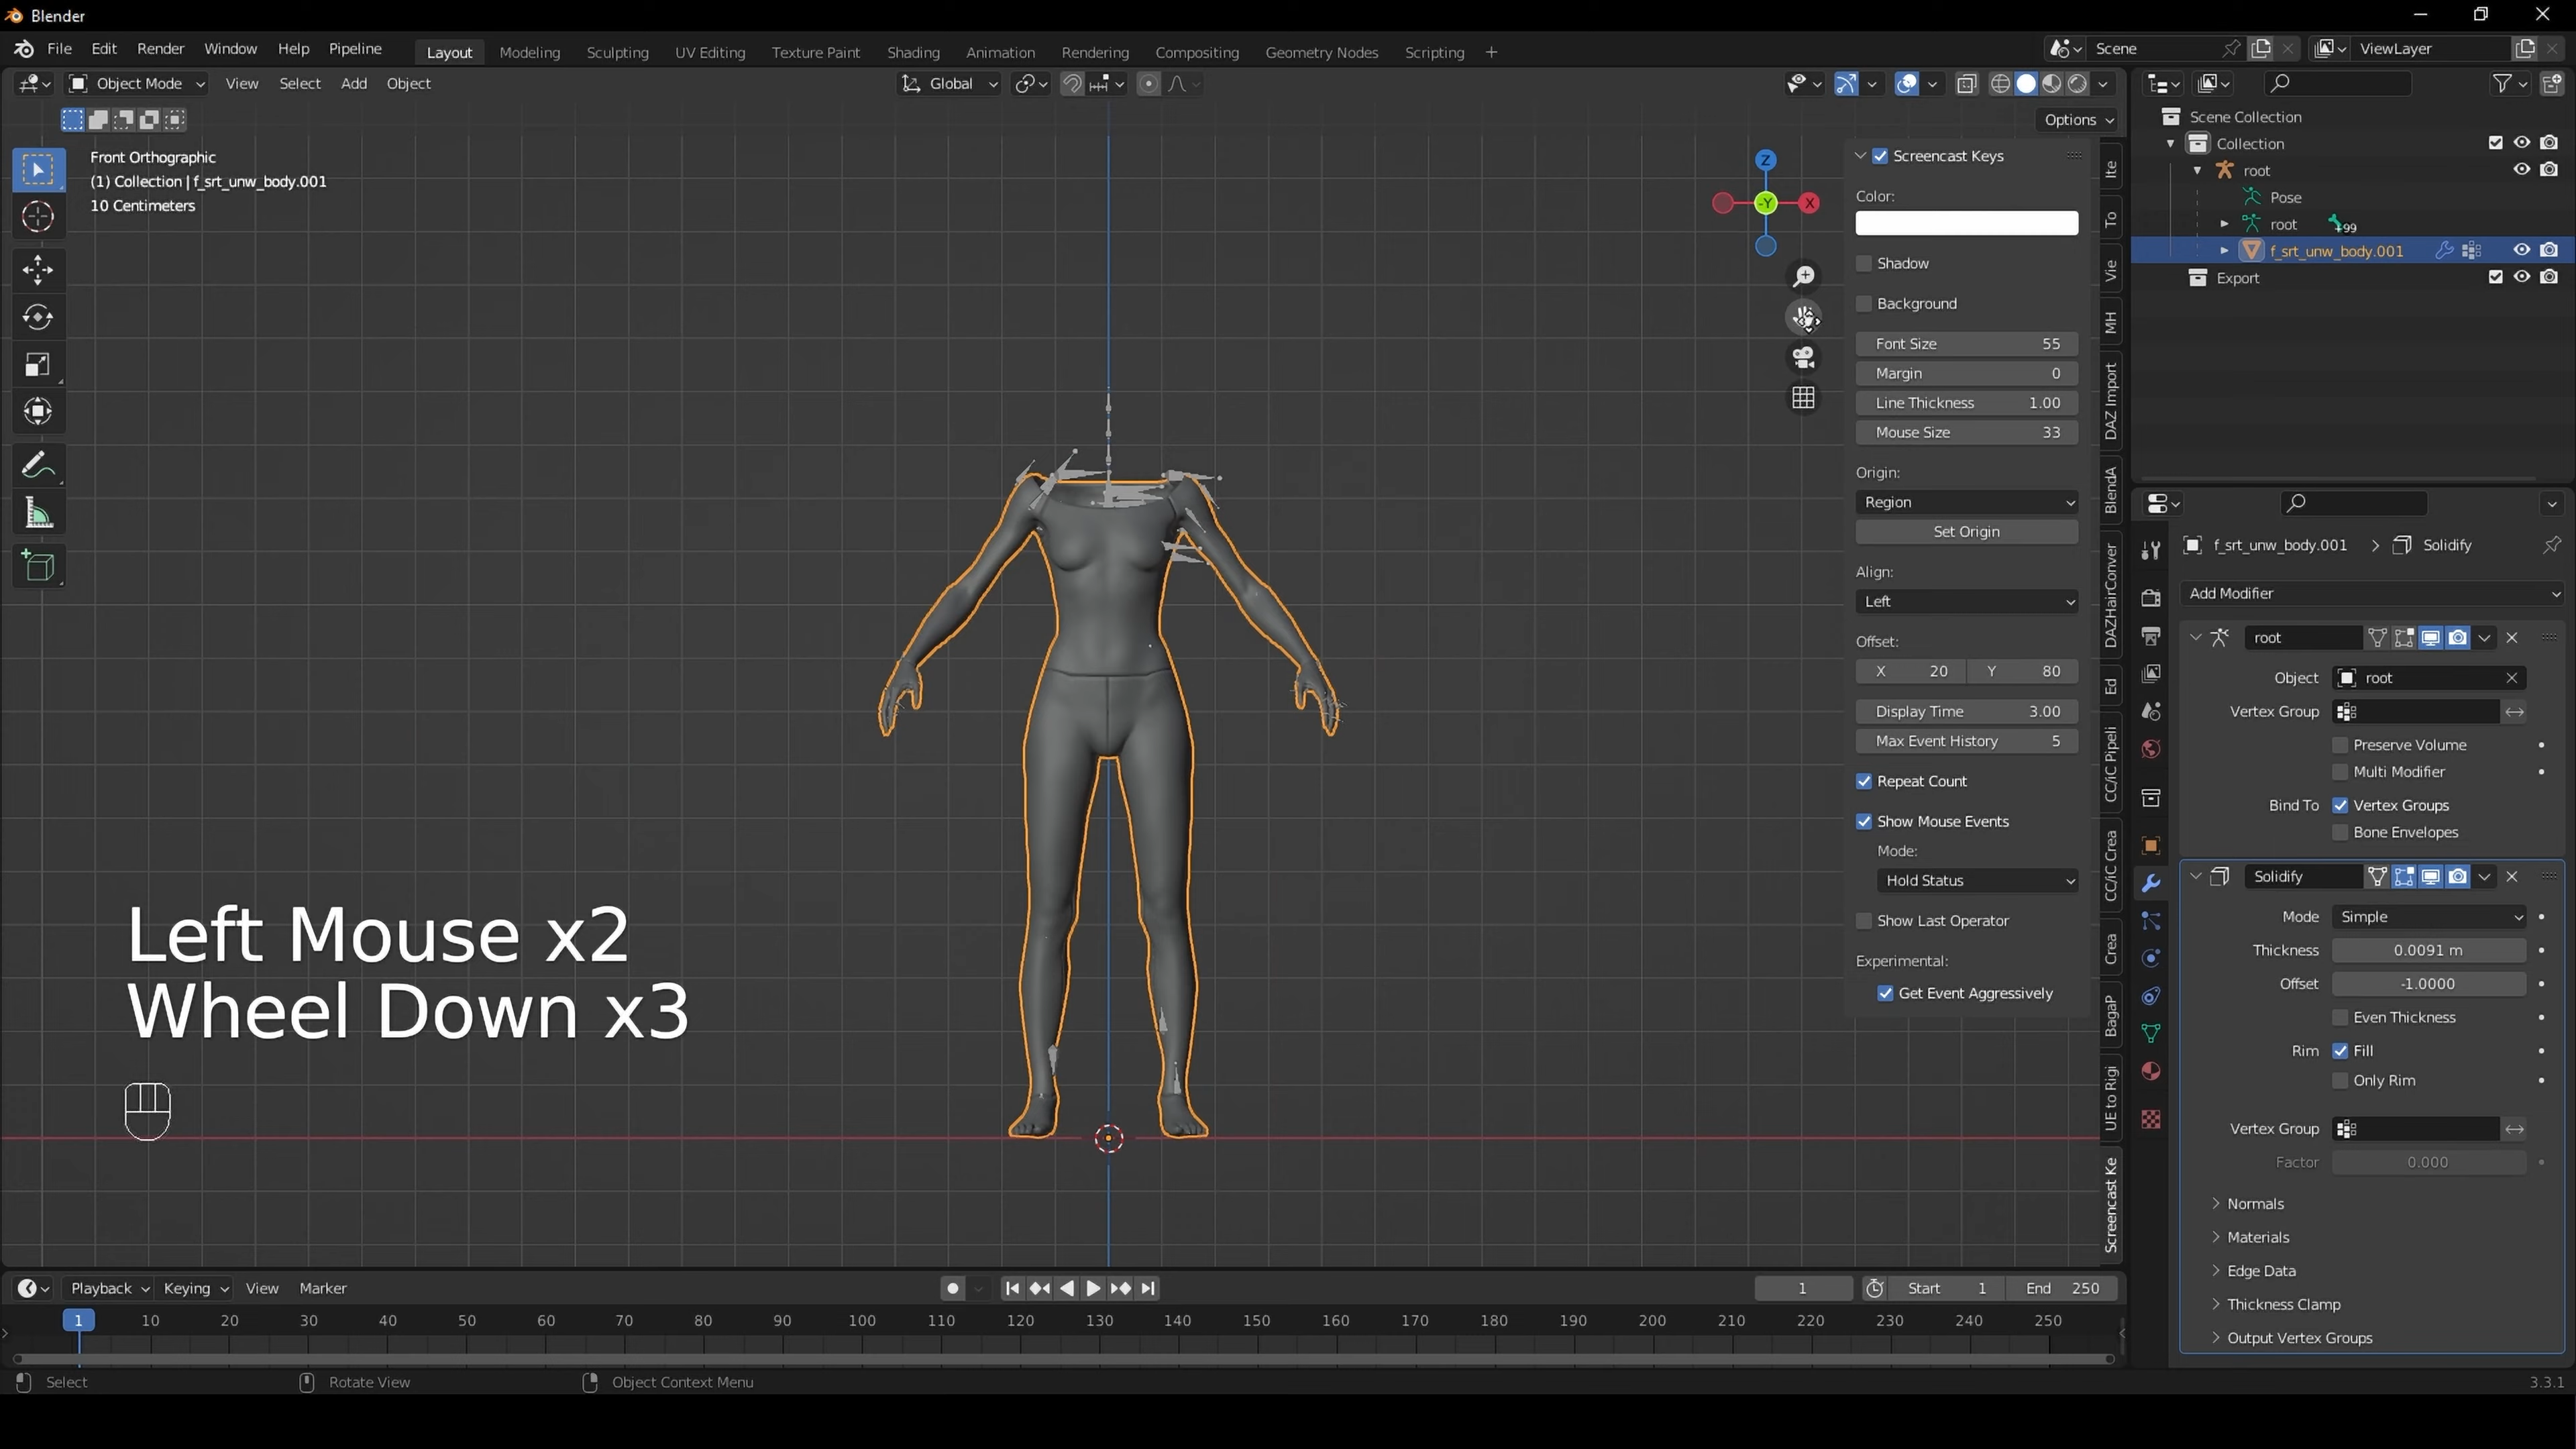 Blender
File Edit Render Window Help Pipeline Layout Modeling Sculpting UV Editing Texture Paint Shading Animation Rendering Compositing Geometry Nodes Scripting + Scene ViewLayer
Object Mode View Select Add Object Global
Options
Front Orthographic
(1) Collection | f_srt_unw_body.001
10 Centimeters
Z
-Y
X
Screencast Keys
Color:
Shadow
Background
Font Size 55
Margin 0
Line Thickness 1.00
Mouse Size 33
Origin:
Region
Set Origin
Align:
Left
Offset:
X 20 Y 80
Display Time 3.00
Max Event History 5
Repeat Count
Show Mouse Events
Mode:
Hold Status
Show Last Operator
Experimental:
Get Event Aggressively
Ite
To
Vie
MH
DAZ Import
BlendA
DAZHairConver
Ed
CC/iC Pipeli
CC/iC Crea
Crea
BagaP
UE to Rigi
Screencast Ke
Scene Collection
Collection
root
Pose
root 99
f_srt_unw_body.001
Export
f_srt_unw_body.001 > Solidify
Add Modifier
root
Object root
Vertex Group
Preserve Volume
Multi Modifier
Bind To Vertex Groups
Bone Envelopes
Solidify
Mode Simple
Thickness 0.0091 m
Offset -1.0000
Even Thickness
Rim Fill
Only Rim
Vertex Group
Factor 0.000
Normals
Materials
Edge Data
Thickness Clamp
Output Vertex Groups
Left Mouse x2
Wheel Down x3
Playback Keying View Marker 1 Start 1 End 250
1 10 20 30 40 50 60 70 80 90 100 110 120 130 140 150 160 170 180 190 200 210 220 230 240 250
Select Rotate View Object Context Menu 3.3.1